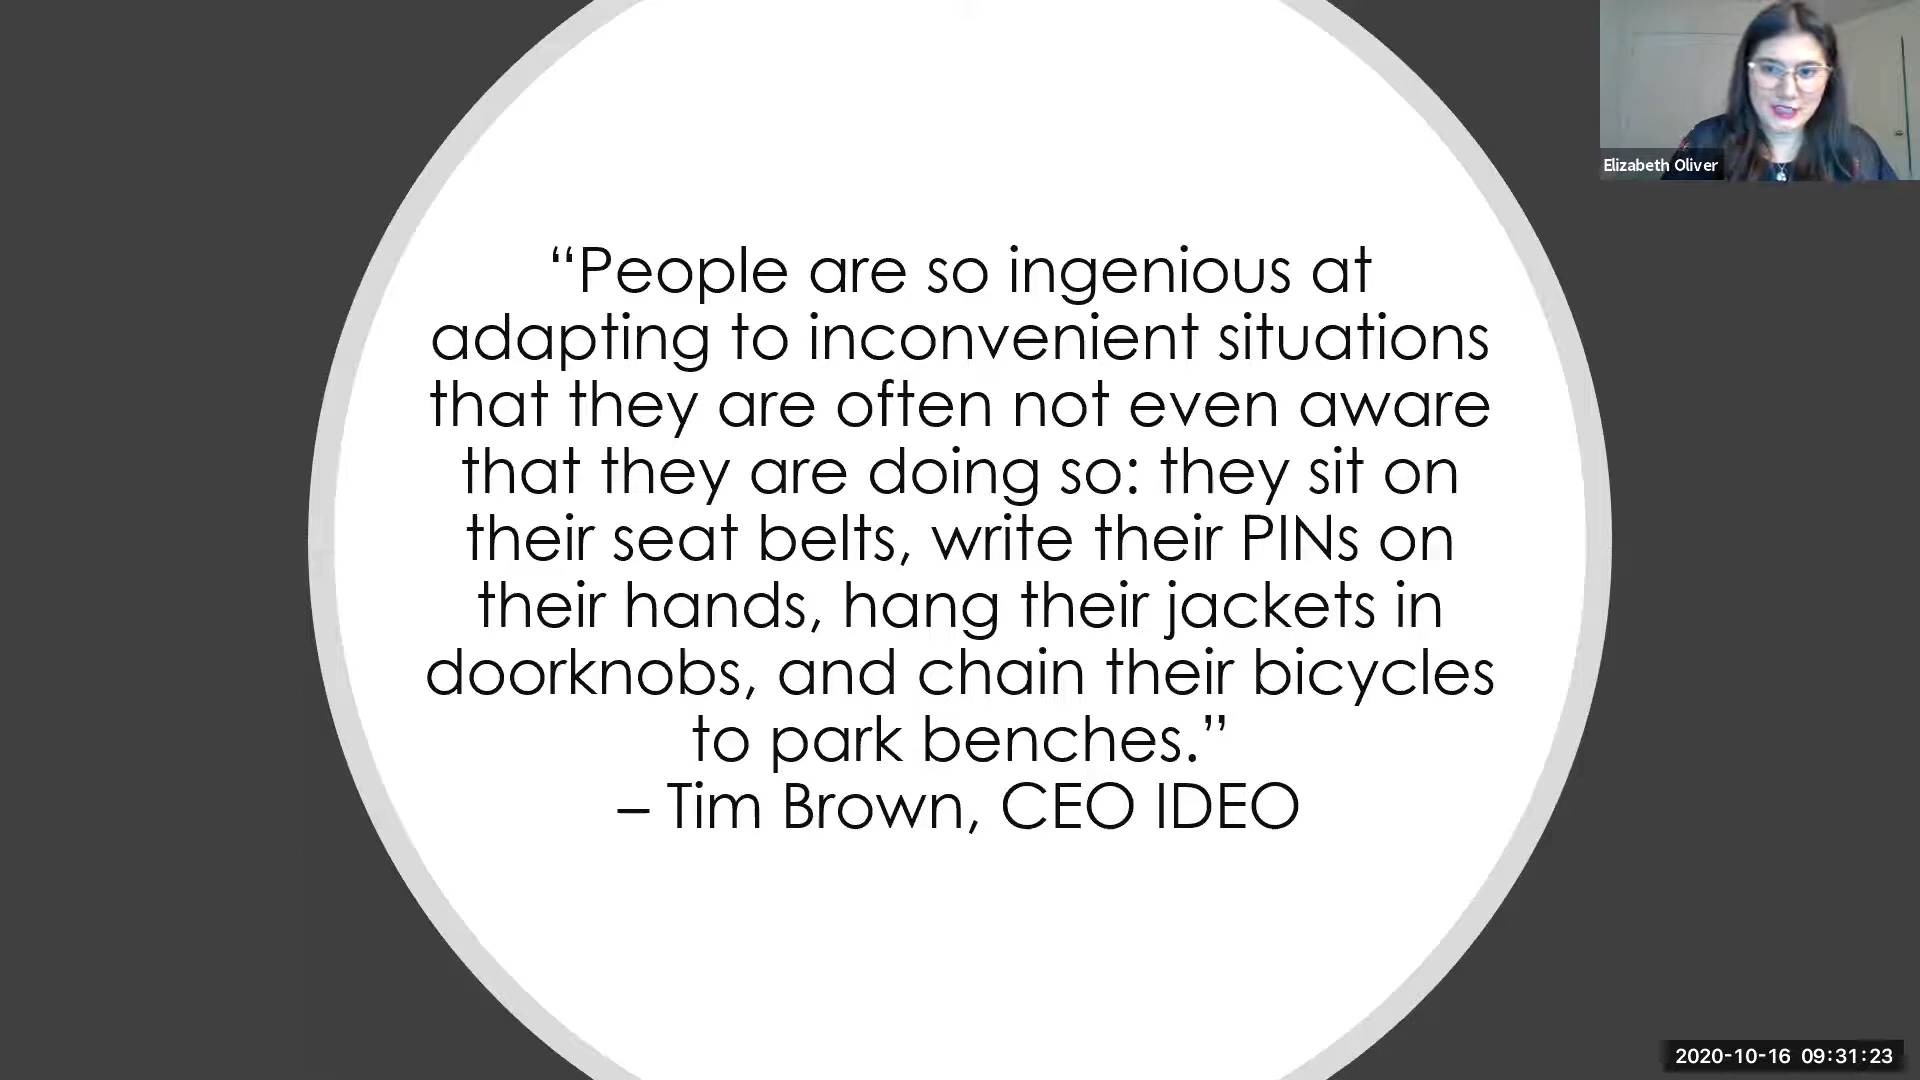 “People are so ingenious at
adapting to inconvenient situations
that they are often not even aware
that they are doing so: they sit on
their seat belts, write their PINs on
their hands, hang their jackets in
doorknobs, and chain their bicycles
to park benches.”
– Tim Brown, CEO IDEO
Elizabeth Oliver
2020-10-16 09:31:23